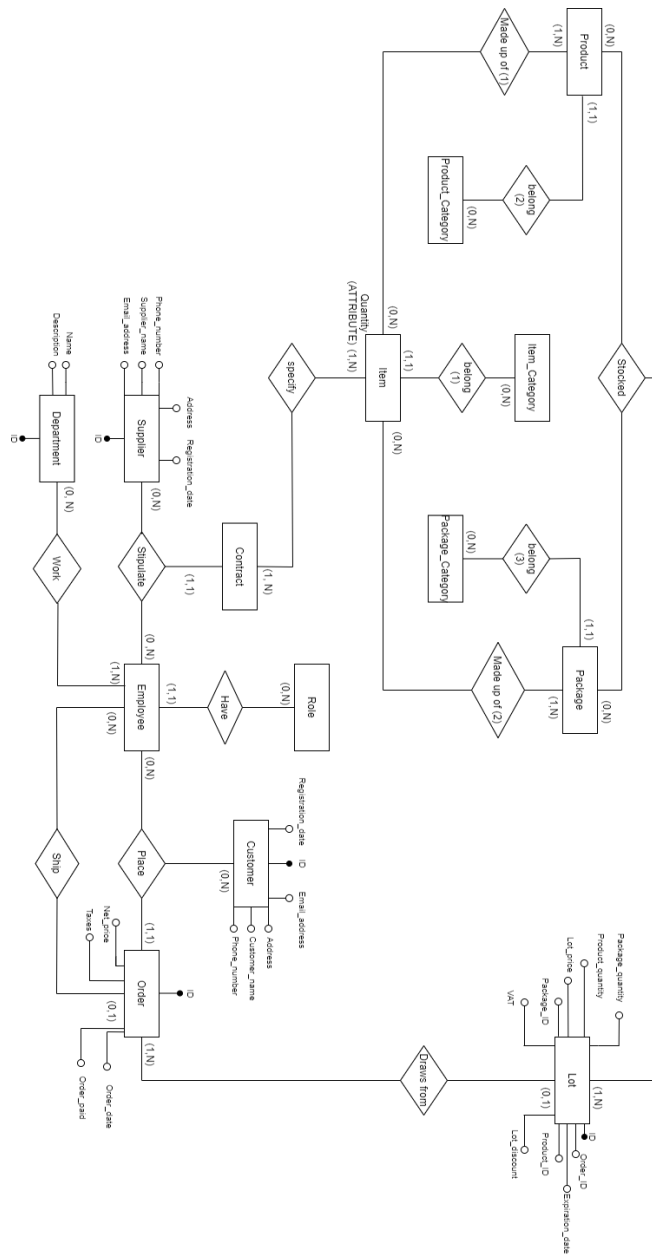 Stocked
(0,N)
(0,N)
Product
(1,N)
(1,1)
Package
(1,N)
(1,1)
Made up of (1)
belong
(2)
Product_Category
(0,N)
Item_Category
(0,N)
belong
(1)
(1,1)
belong
(3)
Package_Category
(0,N)
Made up of (2)
(0,N)
Item
(0,N)
Quantity
(ATTRIBUTE)
(1,N)
specify
Package_quantity
Product_quantity
Lot_price
Package_ID
VAT
Lot
(1,N)
(0,1)
ID
Order_ID
Expiration_date
Product_ID
Lot_discount
Draws from
Contract
(1, N)
(1,1)
Role
(0,N)
Have
(1,1)
Registration_date
ID
Email_address
Customer
(0,N)
Address
Customer_name
Phone_number
Phone_number
Supplier_name
Email_address
Address
Registration_date
Supplier
ID
(0,N)
Stipulate
(0 ,N)
Employee
(1,N)
(0,N)
(0,N)
Place
(1,1)
Order
ID
(0,1)
(1,N)
Net_price
Taxes
Order_date
Order_paid
Name
Description
Department
ID
(0, N)
Work
Ship